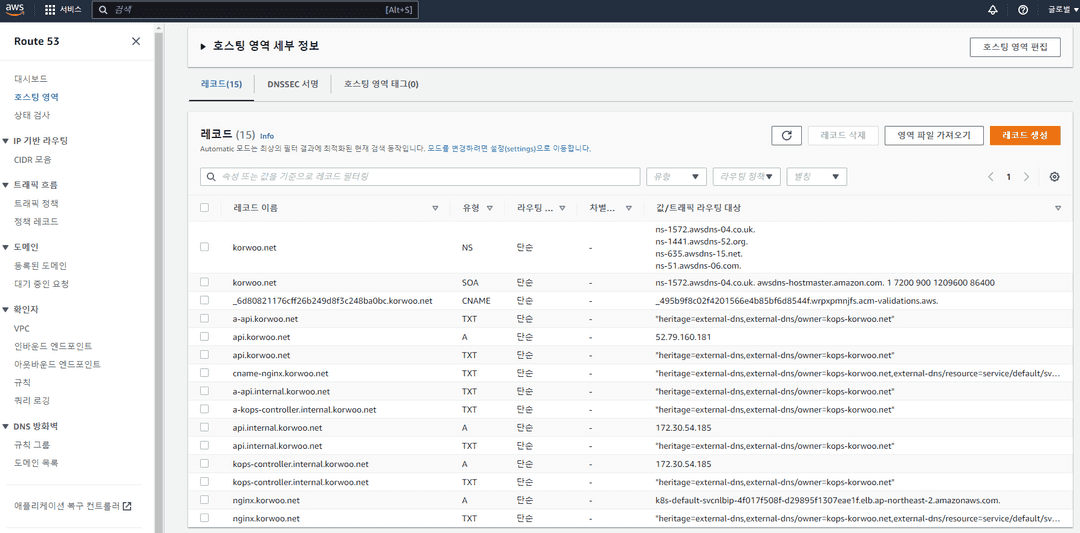 aws
서비스
검색
[Alt+S]
글로벌
Route 53
대시보드
호스팅 영역
상태 검사
IP 기반 라우팅
CIDR 모음
트래픽 흐름
트래픽 정책
정책 레코드
도메인
등록된 도메인
대기 중인 요청
확인자
VPC
인바운드 엔드포인트
아웃바운드 엔드포인트
규칙
쿼리 로깅
DNS 방화벽
규칙 그룹
도메인 목록
애플리케이션 복구 컨트롤러
호스팅 영역 세부 정보
호스팅 영역 편집
레코드(15)
DNSSEC 서명
호스팅 영역 태그(0)
레코드 (15) Info
Automatic 모드는 최상의 필터 결과에 최적화된 현재 검색 동작입니다. 모드를 변경하려면 설정(settings)으로 이동합니다.
레코드 삭제
영역 파일 가져오기
레코드 생성
속성 또는 값을 기준으로 레코드 필터링
유형
라우팅 정책
별칭
1
레코드 이름 유형 라우팅 ... 차별... 값/트래픽 라우팅 대상
korwoo.net NS 단순 - ns-1572.awsdns-04.co.uk.
ns-1441.awsdns-52.org.
ns-635.awsdns-15.net.
ns-51.awsdns-06.com.
korwoo.net SOA 단순 - ns-1572.awsdns-04.co.uk. awsdns-hostmaster.amazon.com. 1 7200 900 1209600 86400
_6d80821176cff26b249d8f3c248ba0bc.korwoo.net CNAME 단순 - _495b9f8c02f4201566e4b85bf6d8544f.wrpxpmnjfs.acm-validations.aws.
a-api.korwoo.net TXT 단순 - "heritage=external-dns,external-dns/owner=kops-korwoo.net"
api.korwoo.net A 단순 - 52.79.160.181
api.korwoo.net TXT 단순 - "heritage=external-dns,external-dns/owner=kops-korwoo.net"
cname-nginx.korwoo.net TXT 단순 - "heritage=external-dns,external-dns/owner=kops-korwoo.net,external-dns/resource=service/default/sv...
a-api.internal.korwoo.net TXT 단순 - "heritage=external-dns,external-dns/owner=kops-korwoo.net"
a-kops-controller.internal.korwoo.net TXT 단순 - "heritage=external-dns,external-dns/owner=kops-korwoo.net"
api.internal.korwoo.net A 단순 - 172.30.54.185
api.internal.korwoo.net TXT 단순 - "heritage=external-dns,external-dns/owner=kops-korwoo.net"
kops-controller.internal.korwoo.net A 단순 - 172.30.54.185
kops-controller.internal.korwoo.net TXT 단순 - "heritage=external-dns,external-dns/owner=kops-korwoo.net"
nginx.korwoo.net A 단순 - k8s-default-svcnlbip-4f017f508f-d29895f1307eae1f.elb.ap-northeast-2.amazonaws.com.
nginx.korwoo.net TXT 단순 - "heritage=external-dns,external-dns/owner=kops-korwoo.net,external-dns/resource=service/default/sv...